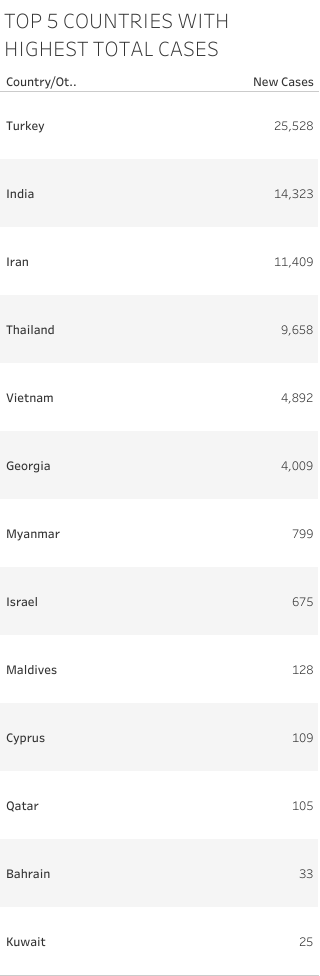 TOP 5 COUNTRIES WITH
HIGHEST TOTAL CASES
Country/Ot.. New Cases
Turkey 25,528
India 14,323
Iran 11,409
Thailand 9,658
Vietnam 4,892
Georgia 4,009
Myanmar 799
Israel 675
Maldives 128
Cyprus 109
Qatar 105
Bahrain 33
Kuwait 25